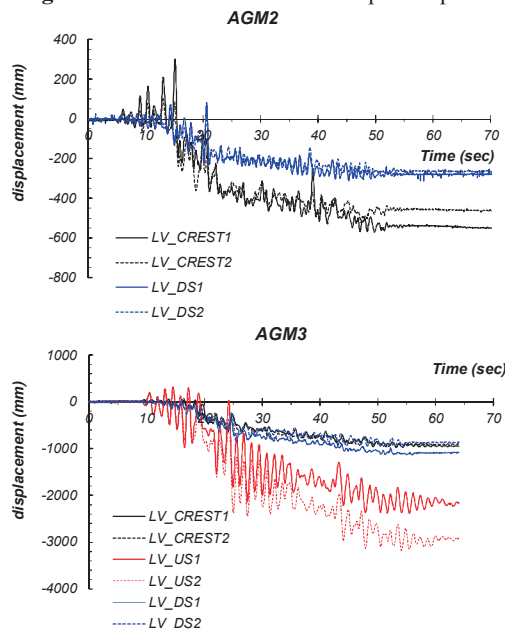 AGM2
400
200
0
-200
-400
-600
-800
displacement (mm)
0 10 20 30 40 50 60 70
Time (sec)
LV_CREST1
LV_CREST2
LV_DS1
LV_DS2
AGM3
1000
0
-1000
-2000
-3000
-4000
displacement (mm)
Time (sec)
0 10 20 30 40 50 60 70
LV_CREST1
LV_CREST2
LV_US1
LV_US2
LV_DS1
LV_DS2